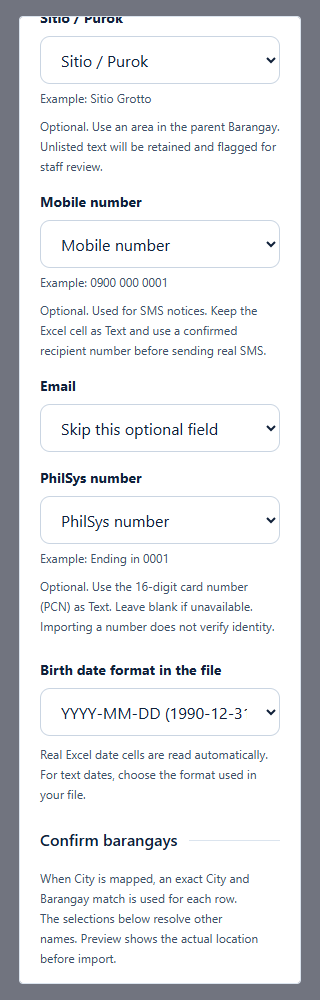 Sitio / Purok
Sitio / Purok
Example: Sitio Grotto
Optional. Use an area in the parent Barangay.
Unlisted text will be retained and flagged for
staff review.
Mobile number
Mobile number
Example: 0900 000 0001
Optional. Used for SMS notices. Keep the
Excel cell as Text and use a confirmed
recipient number before sending real SMS.
Email
Skip this optional field
PhilSys number
PhilSys number
Example: Ending in 0001
Optional. Use the 16-digit card number
(PCN) as Text. Leave blank if unavailable.
Importing a number does not verify identity.
Birth date format in the file
YYYY-MM-DD (1990-12-31
Real Excel date cells are read automatically.
For text dates, choose the format used in
your file.
Confirm barangays
When City is mapped, an exact City and
Barangay match is used for each row.
The selections below resolve other
names. Preview shows the actual location
before import.